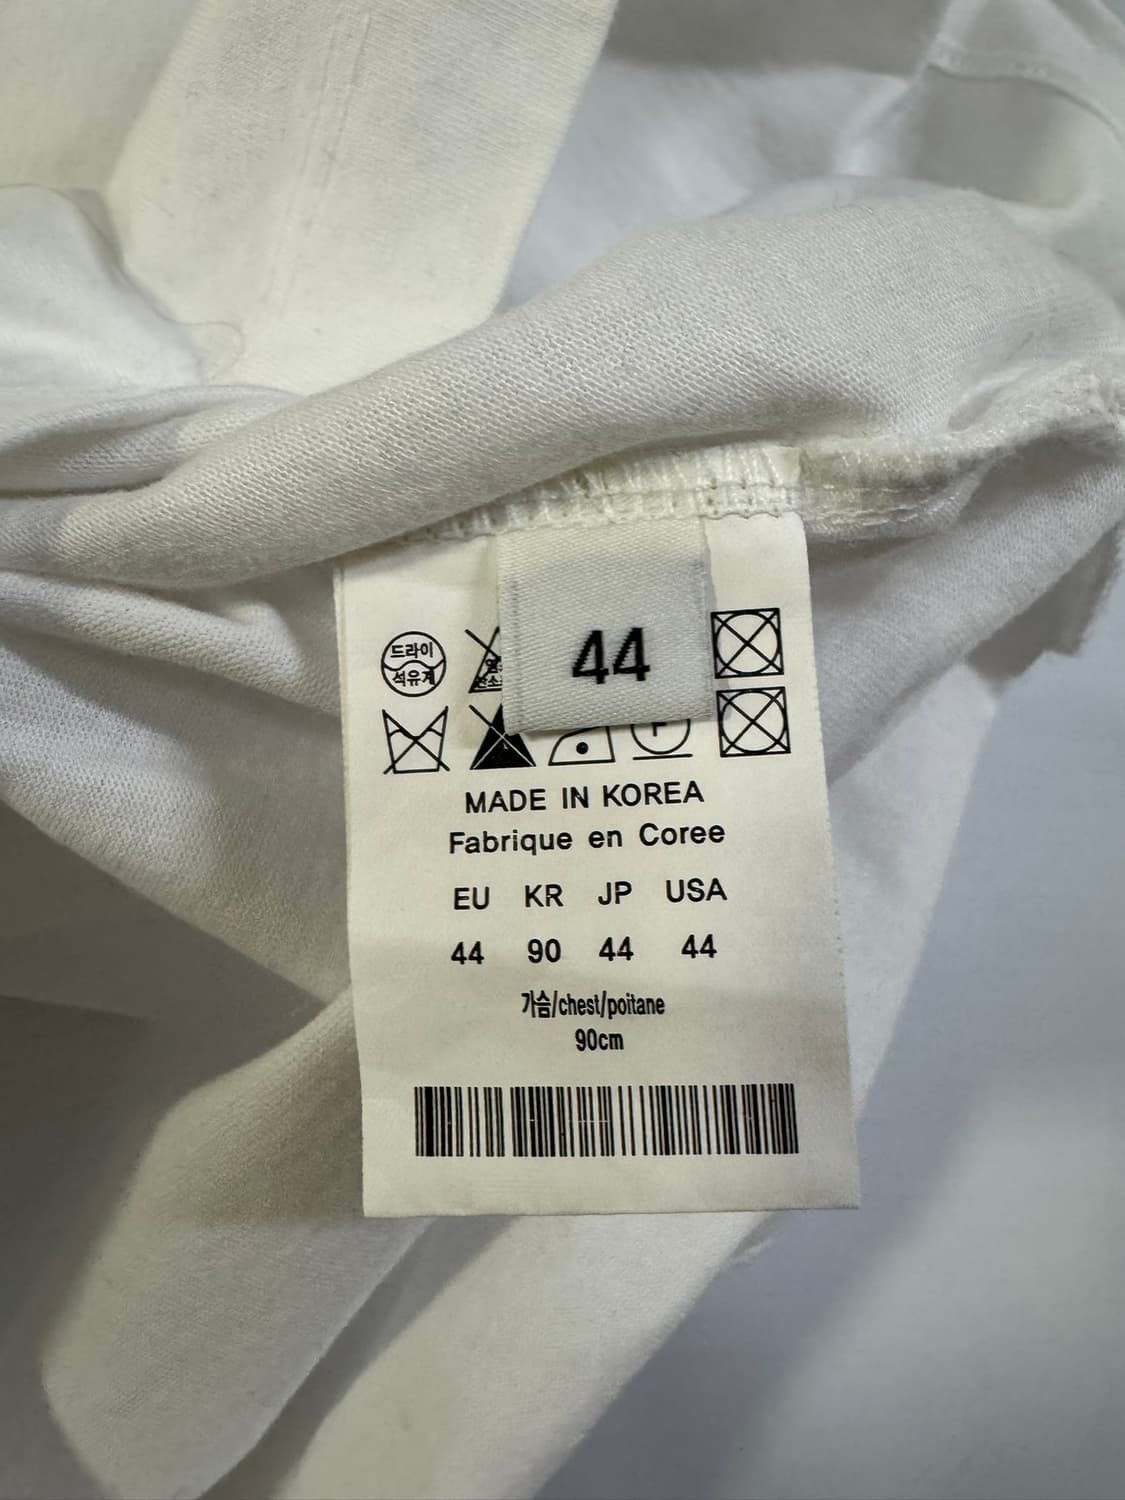 44
드라이
석유계
MADE IN KOREA
Fabrique en Coree
EU KR JP USA
44 90 44 44
가슴/chest/poitane
90cm